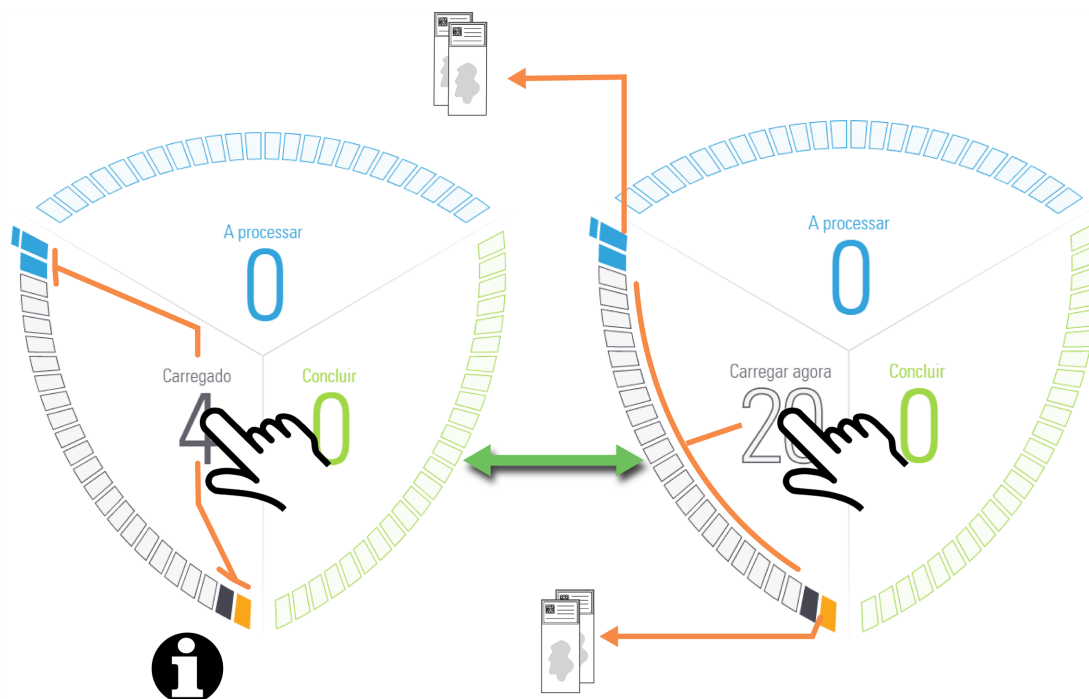 A processar
0
Carregado
4
Concluir
0
A processar
0
Carregar agora
20
Concluir
0